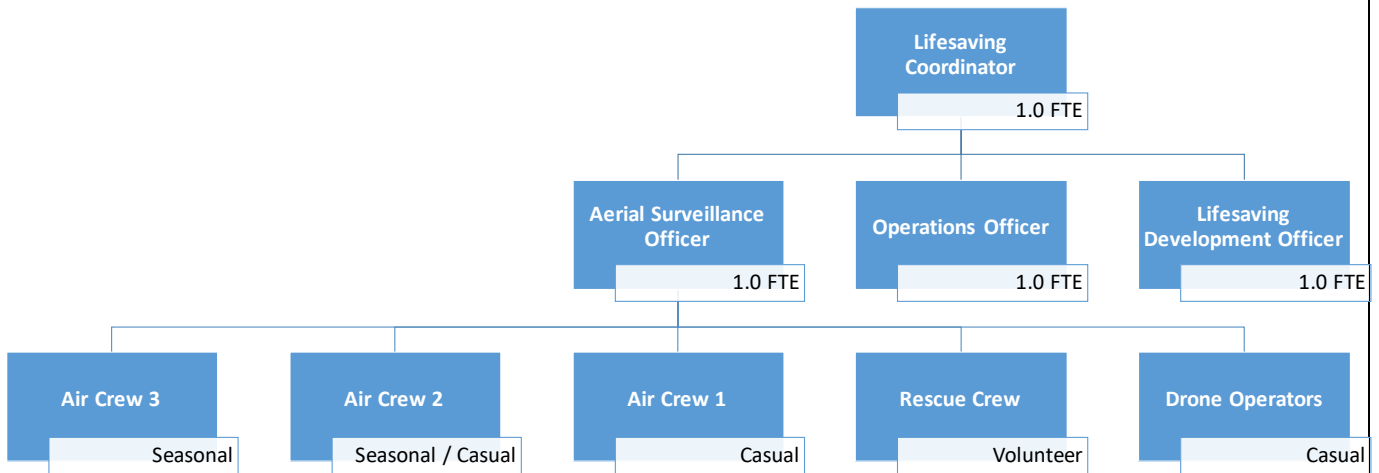 Lifesaving
Coordinator
1.0 FTE
Aerial Surveillance
Officer
1.0 FTE
Operations Officer
1.0 FTE
Lifesaving
Development Officer
1.0 FTE
Air Crew 3
Seasonal
Air Crew 2
Seasonal / Casual
Air Crew 1
Casual
Rescue Crew
Volunteer
Drone Operators
Casual